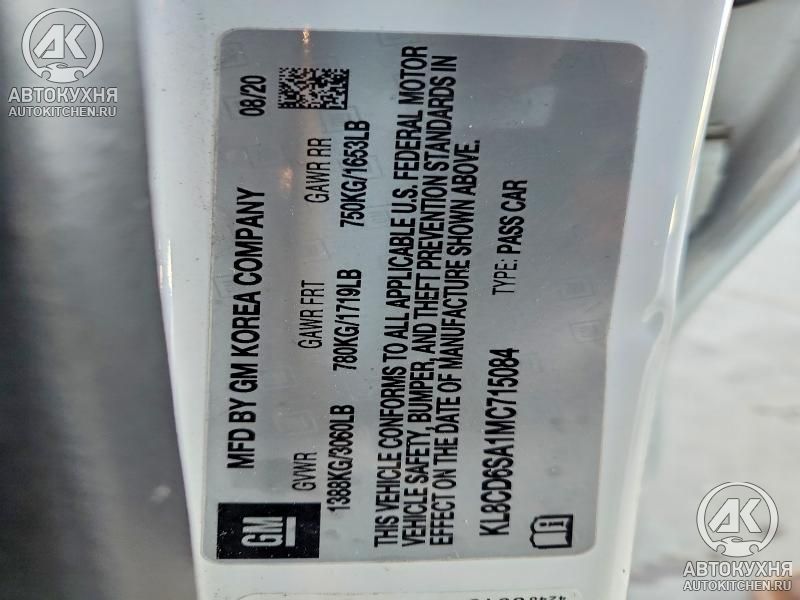 AK
АВТОКУХНЯ
AUTOKITCHEN.RU
GM
MFD BY GM KOREA COMPANY
08/20
GVWR GAWR FRT GAWR RR
1388KG/3060LB 780KG/1719LB 750KG/1653LB
THIS VEHICLE CONFORMS TO ALL APPLICABLE U.S. FEDERAL MOTOR
VEHICLE SAFETY, BUMPER, AND THEFT PREVENTION STANDARDS IN
EFFECT ON THE DATE OF MANUFACTURE SHOWN ABOVE.
KL8CD6SA1MC715084 TYPE: PASS CAR
AK
АВТОКУХНЯ
AUTOKITCHEN.RU